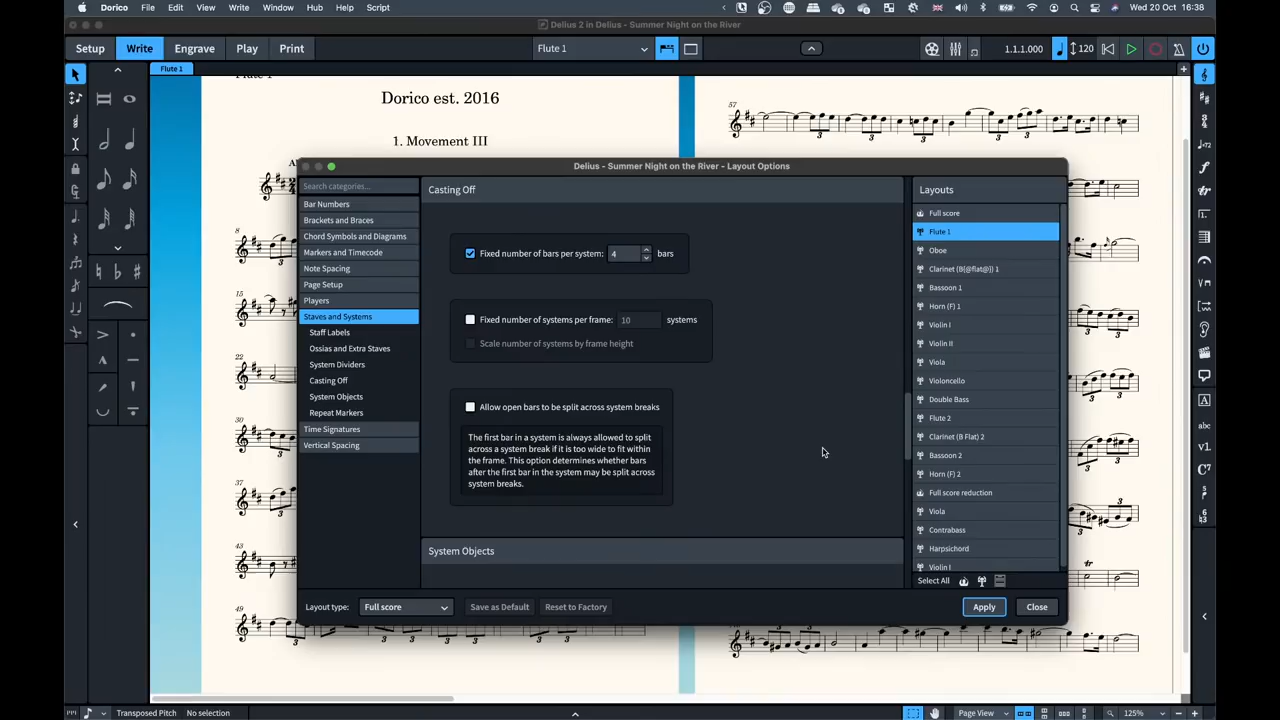 Dorico File Edit View Write Window Hub Help Script Wed 20 Oct 16:38
Delius 2 in Delius - Summer Night on the River
Setup Write Engrave Play Print Flute 1 1.1.1.000 120
Flute 1
Flute 1
Dorico est. 2016
1. Movement III
57
8
15
22
30
37
43
49
Delius - Summer Night on the River - Layout Options
Search categories...
Bar Numbers
Brackets and Braces
Chord Symbols and Diagrams
Markers and Timecode
Note Spacing
Page Setup
Players
Staves and Systems
Staff Labels
Ossias and Extra Staves
System Dividers
Casting Off
System Objects
Repeat Markers
Time Signatures
Vertical Spacing
Casting Off
Fixed number of bars per system: 4 bars
Fixed number of systems per frame: 10 systems
Scale number of systems by frame height
Allow open bars to be split across system breaks
The first bar in a system is always allowed to split
across a system break if it is too wide to fit within
the frame. This option determines whether bars
after the first bar in the system may be split across
system breaks.
System Objects
Layouts
Full score
Flute 1
Oboe
Clarinet (B{@flat@}) 1
Bassoon 1
Horn (F) 1
Violin I
Violin II
Viola
Violoncello
Double Bass
Flute 2
Clarinet (B Flat) 2
Bassoon 2
Horn (F) 2
Full score reduction
Viola
Contrabass
Harpsichord
Violin I
Select All
Layout type: Full score Save as Default Reset to Factory Apply Close
Transposed Pitch No selection Page View 125%